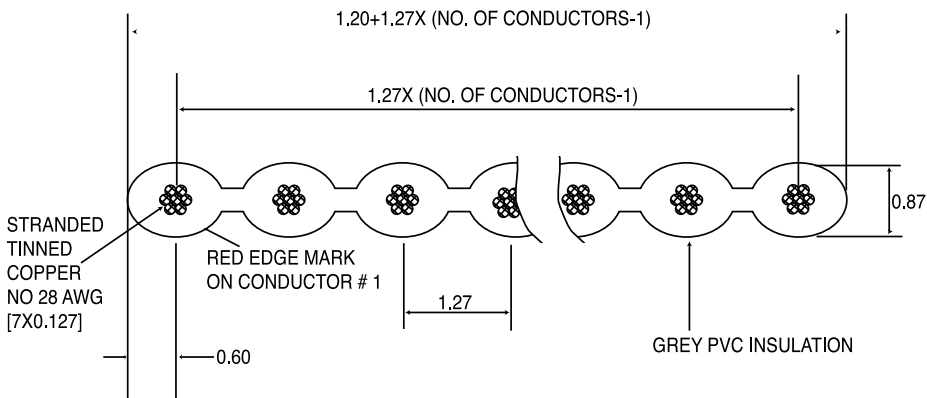 1.20+1.27X (NO. OF CONDUCTORS-1)
1.27X (NO. OF CONDUCTORS-1)
0.87
STRANDED
TINNED
COPPER
NO 28 AWG
[7X0.127]
RED EDGE MARK
ON CONDUCTOR # 1
1.27
GREY PVC INSULATION
0.60